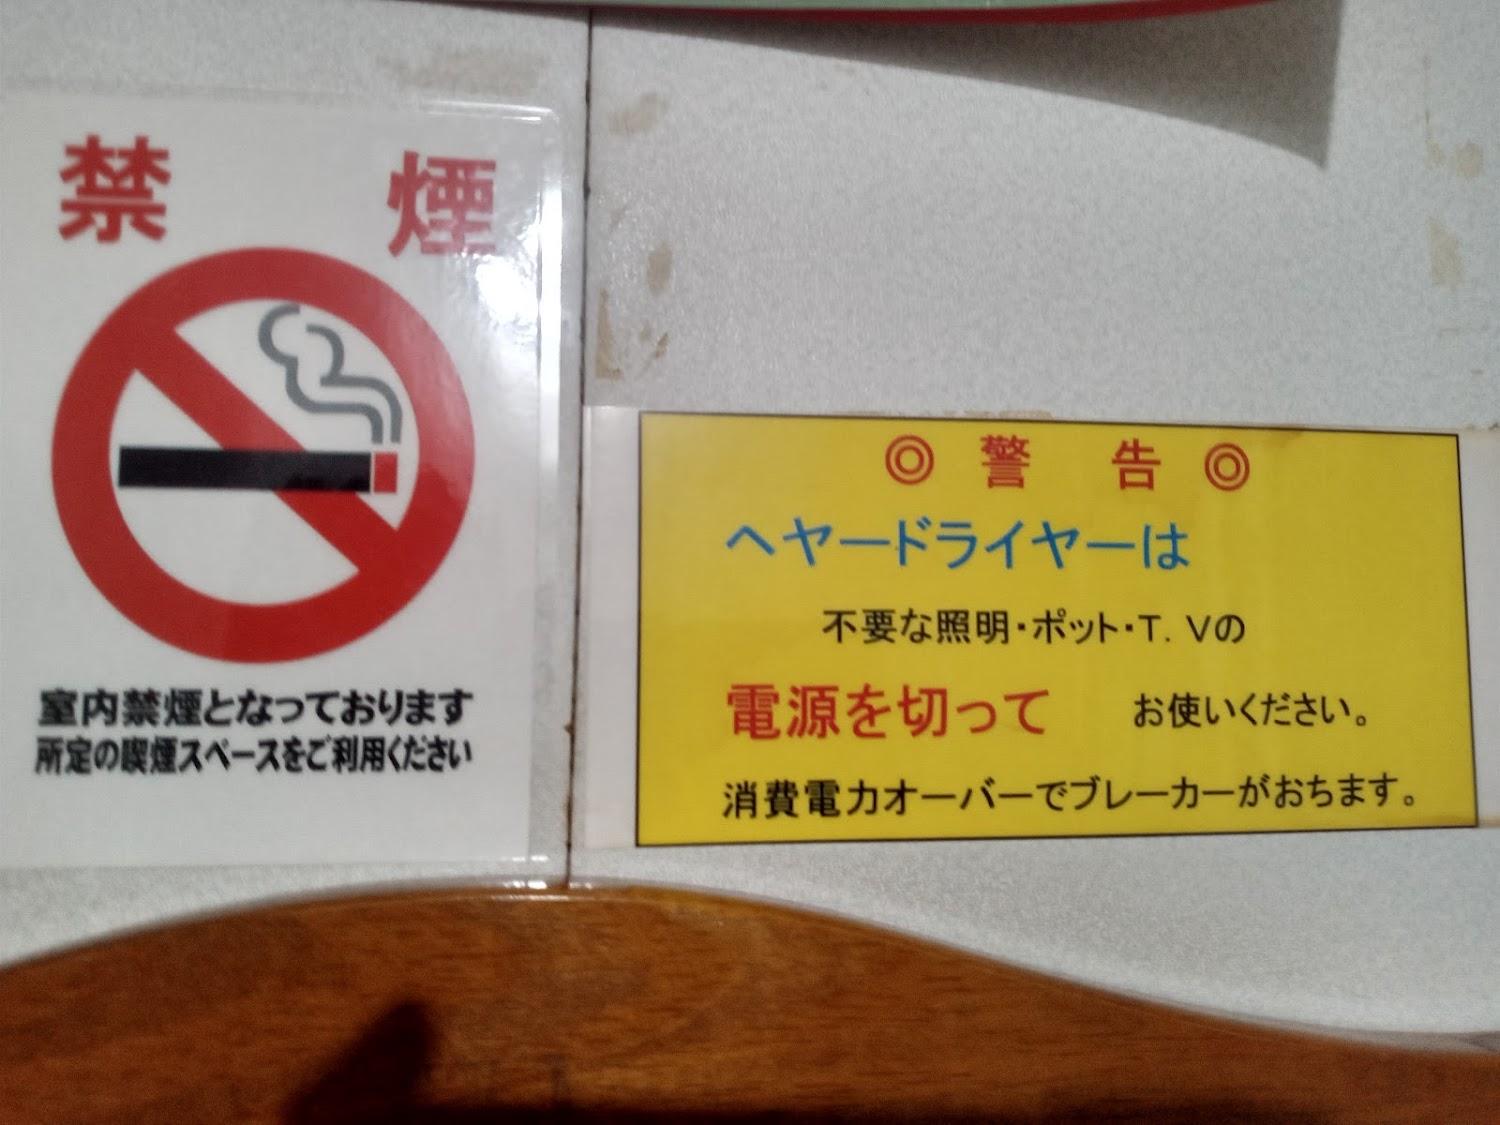 禁 煙
室内禁煙となっております
所定の喫煙スペースをご利用ください
◎ 警 告 ◎
ヘヤードライヤーは
不要な照明・ポット・T. Vの
電源を切って お使いください。
消費電力オーバーでブレーカーがおちます。